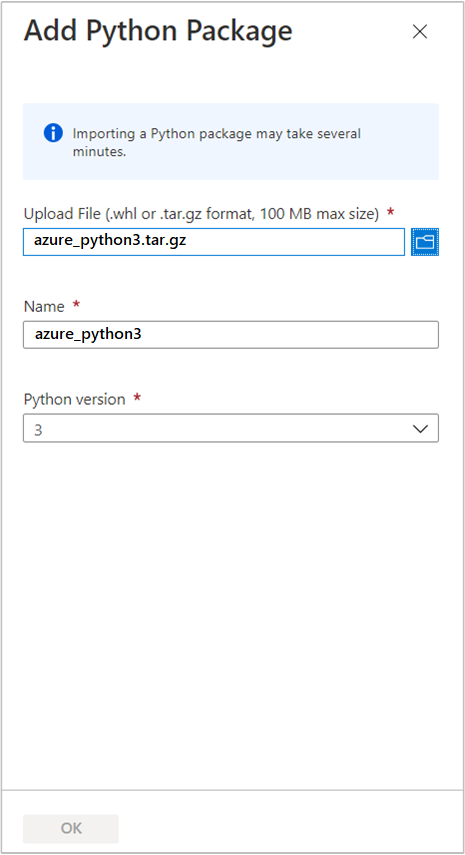 Add Python Package
Importing a Python package may take several
minutes.
Upload File (.whl or .tar.gz format, 100 MB max size) *
azure_python3.tar.gz
Name *
azure_python3
Python version *
3
OK